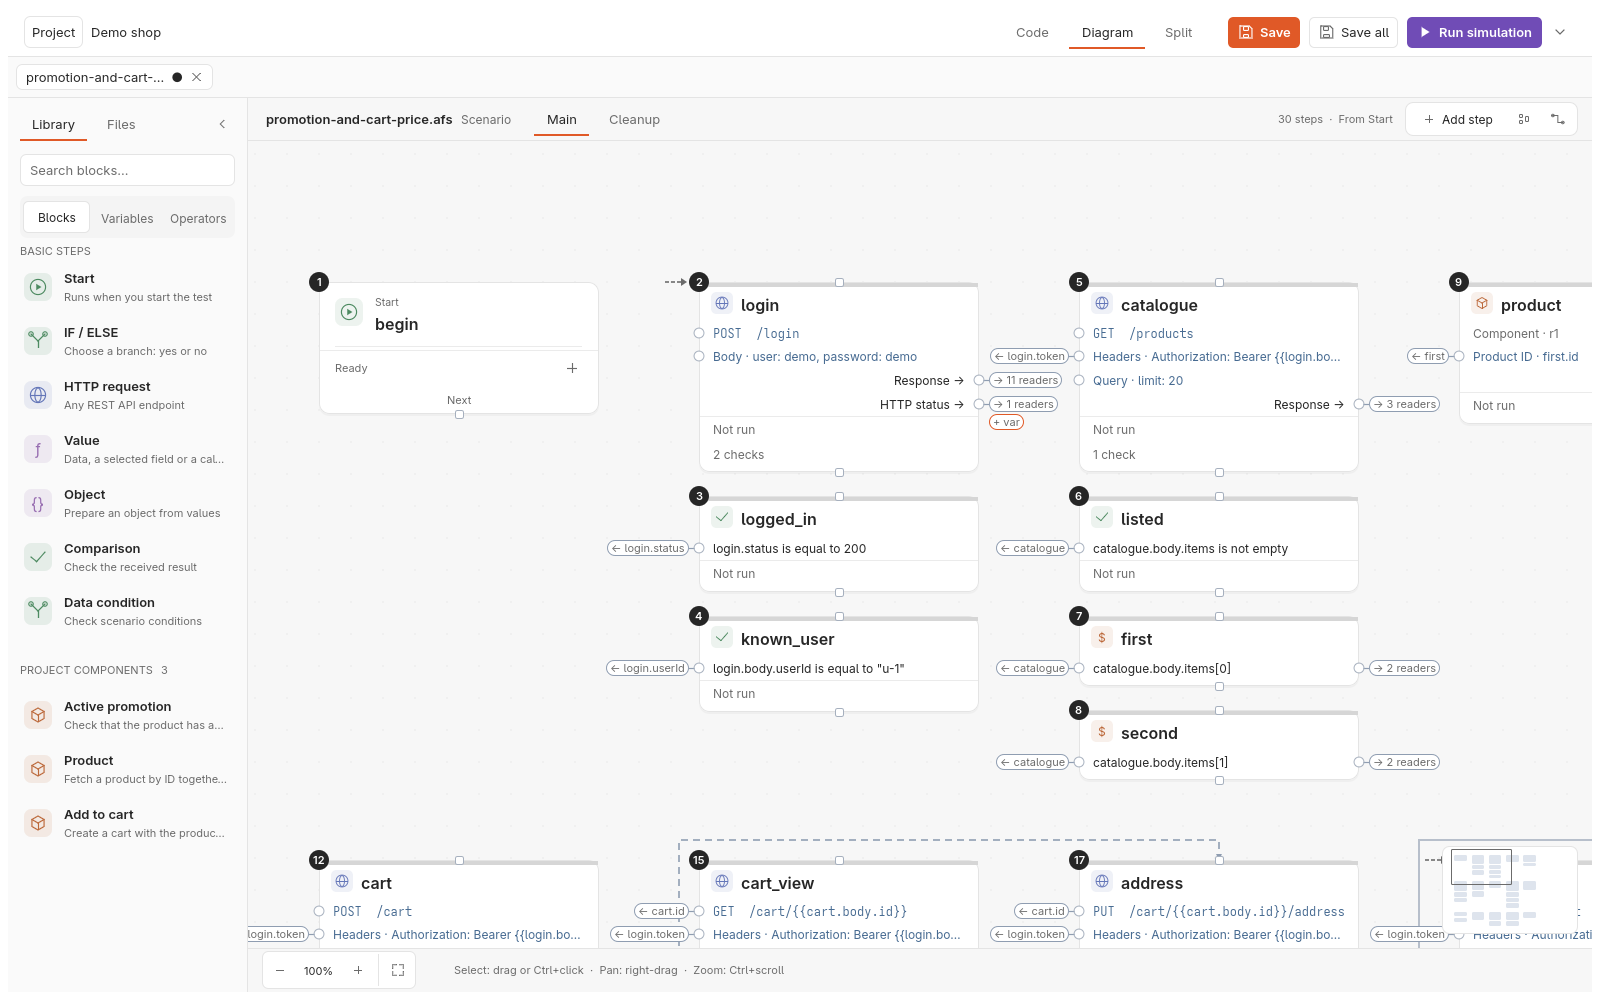 Project
Demo shop
Code
Diagram
Split
Save
Save all
Run simulation
promotion-and-cart-...
Library
Files
promotion-and-cart-price.afs Scenario
Main
Cleanup
30 steps · From Start
Add step
Search blocks...
Blocks
Variables
Operators
BASIC STEPS
Start
Runs when you start the test
IF / ELSE
Choose a branch: yes or no
HTTP request
Any REST API endpoint
Value
Data, a selected field or a cal...
Object
Prepare an object from values
Comparison
Check the received result
Data condition
Check scenario conditions
PROJECT COMPONENTS 3
Active promotion
Check that the product has a...
Product
Fetch a product by ID togethe...
Add to cart
Create a cart with the produc...
1
Start
begin
Ready
Next
2
login
POST /login
Body · user: demo, password: demo
Response →
→ 11 readers
HTTP status →
→ 1 readers
+ var
Not run
2 checks
3
logged_in
← login.status
login.status is equal to 200
Not run
4
known_user
← login.userId
login.body.userId is equal to "u-1"
Not run
5
catalogue
GET /products
← login.token
Headers · Authorization: Bearer {{login.bo...
Query · limit: 20
Response →
→ 3 readers
Not run
1 check
6
listed
← catalogue
catalogue.body.items is not empty
Not run
7
first
← catalogue
catalogue.body.items[0]
→ 2 readers
8
second
← catalogue
catalogue.body.items[1]
→ 2 readers
9
product
Component · r1
← first
Product ID · first.id
Not run
12
cart
POST /cart
login.token
Headers · Authorization: Bearer {{login.bo...
15
cart_view
← cart.id
GET /cart/{{cart.body.id}}
← login.token
Headers · Authorization: Bearer {{login.bo...
17
address
← cart.id
PUT /cart/{{cart.body.id}}/address
← login.token
Headers · Authorization: Bearer {{login.bo...
← login.token
Headers · Authorizati
100%
Select: drag or Ctrl+click · Pan: right-drag · Zoom: Ctrl+scroll